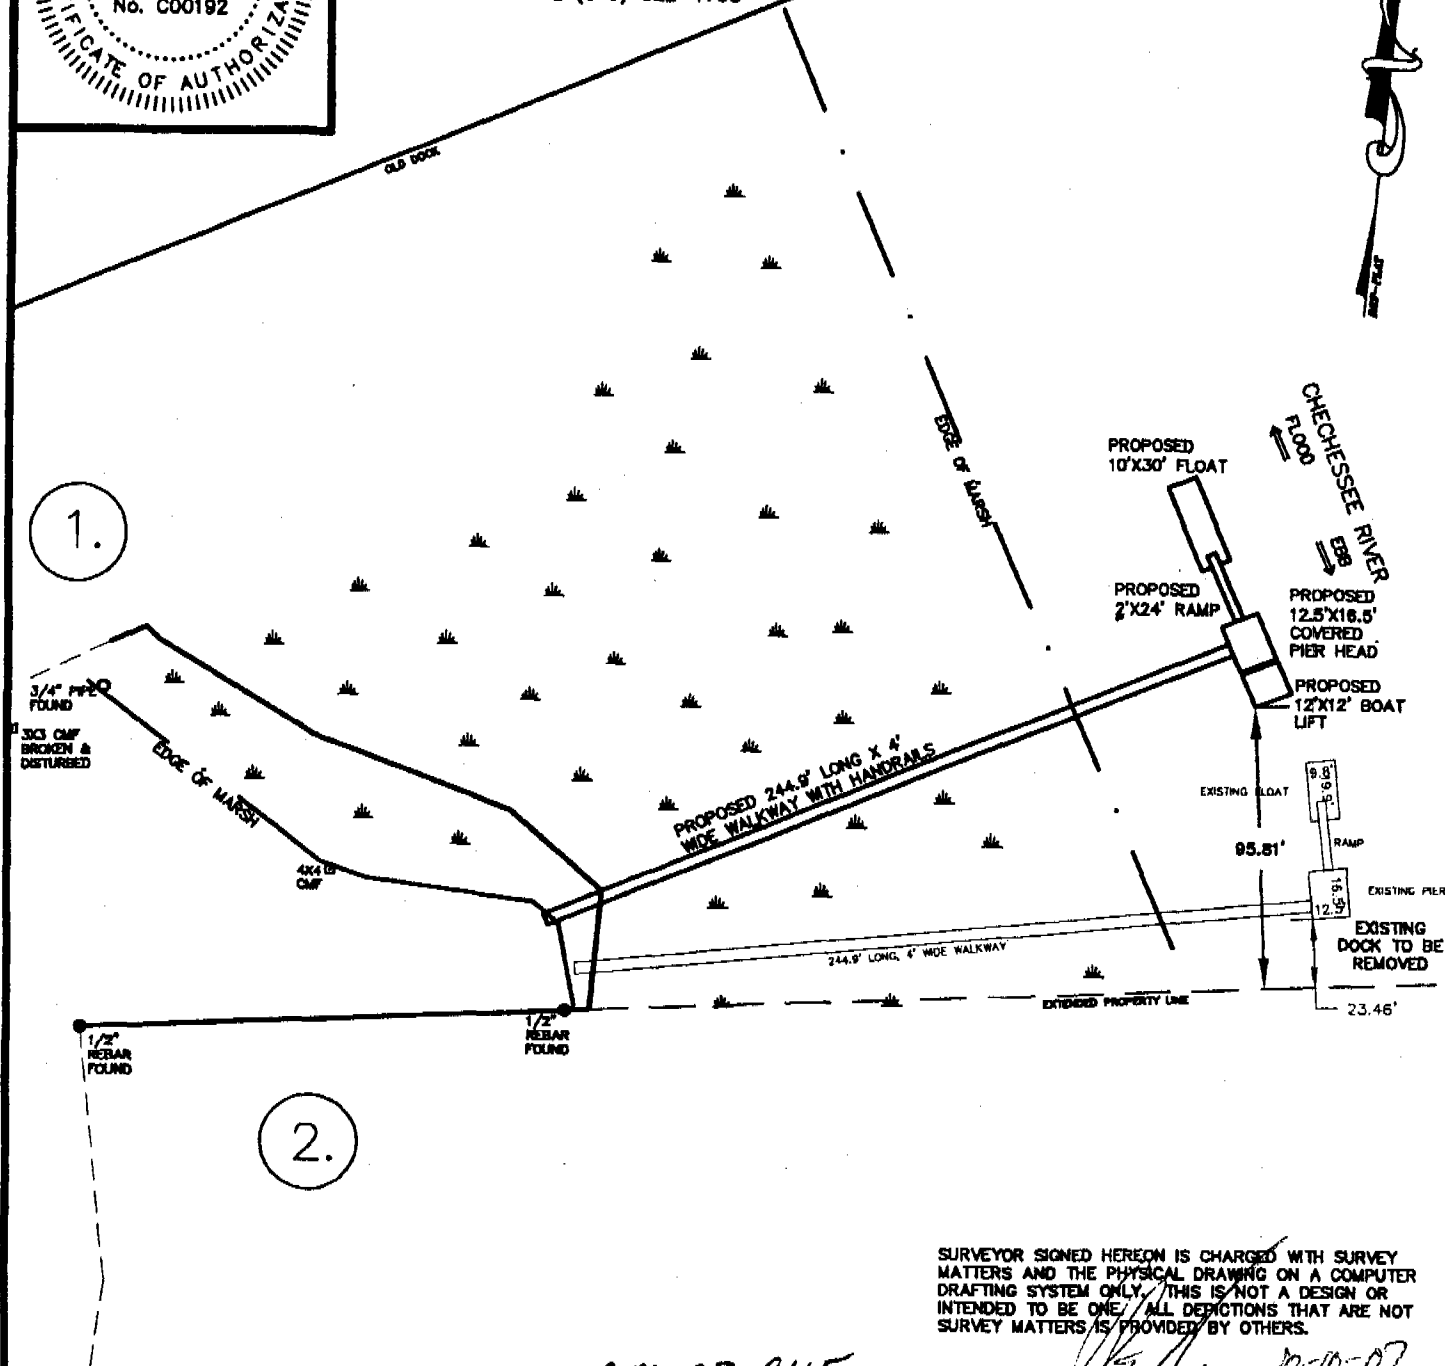 No. C00192
IFICATE OF AUTHORIZA
OLD DOCK
EDGE OF MARSH
CHECHESSEE RIVER
FLOOD
EBB
PROPOSED
10'X30' FLOAT
PROPOSED
2'X24' RAMP
PROPOSED
12.5'X16.5'
COVERED
PIER HEAD
PROPOSED
12'X12' BOAT
LIFT
1.
3/4" PIPE
FOUND
3X3 CMF
BROKEN &
DISTURBED
EDGE OF MARSH
4X4
CMF
PROPOSED 244.9' LONG X 4'
WIDE WALKWAY WITH HANDRAILS
EXISTING FLOAT
9.8'
95.81'
RAMP
EXISTING PIER
16.5'
12.5'
EXISTING
DOCK TO BE
REMOVED
244.9' LONG, 4' WIDE WALKWAY
EXTENDED PROPERTY LINE
23.46'
1/2"
REBAR
FOUND
1/2"
REBAR
FOUND
2.
SURVEYOR SIGNED HEREON IS CHARGED WITH SURVEY
MATTERS AND THE PHYSICAL DRAWING ON A COMPUTER
DRAFTING SYSTEM ONLY. THIS IS NOT A DESIGN OR
INTENDED TO BE ONE. ALL DEPICTIONS THAT ARE NOT
SURVEY MATTERS IS PROVIDED BY OTHERS.